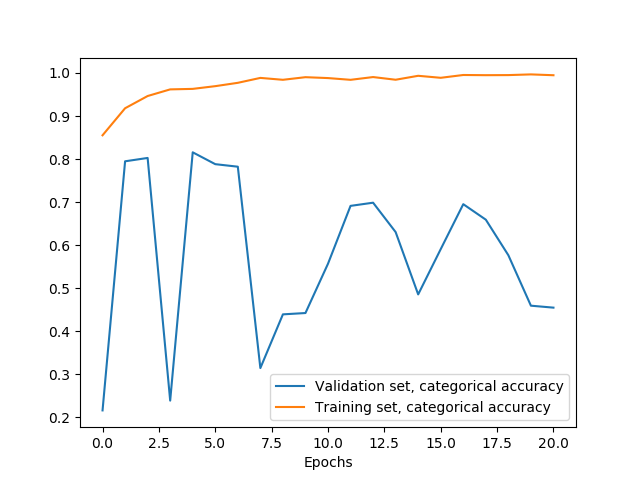 1.0
0.9
0.8
0.7
0.6
0.5
0.4
0.3
0.2
Validation set, categorical accuracy
Training set, categorical accuracy
0.0 2.5 5.0 7.5 10.0 12.5 15.0 17.5 20.0
Epochs